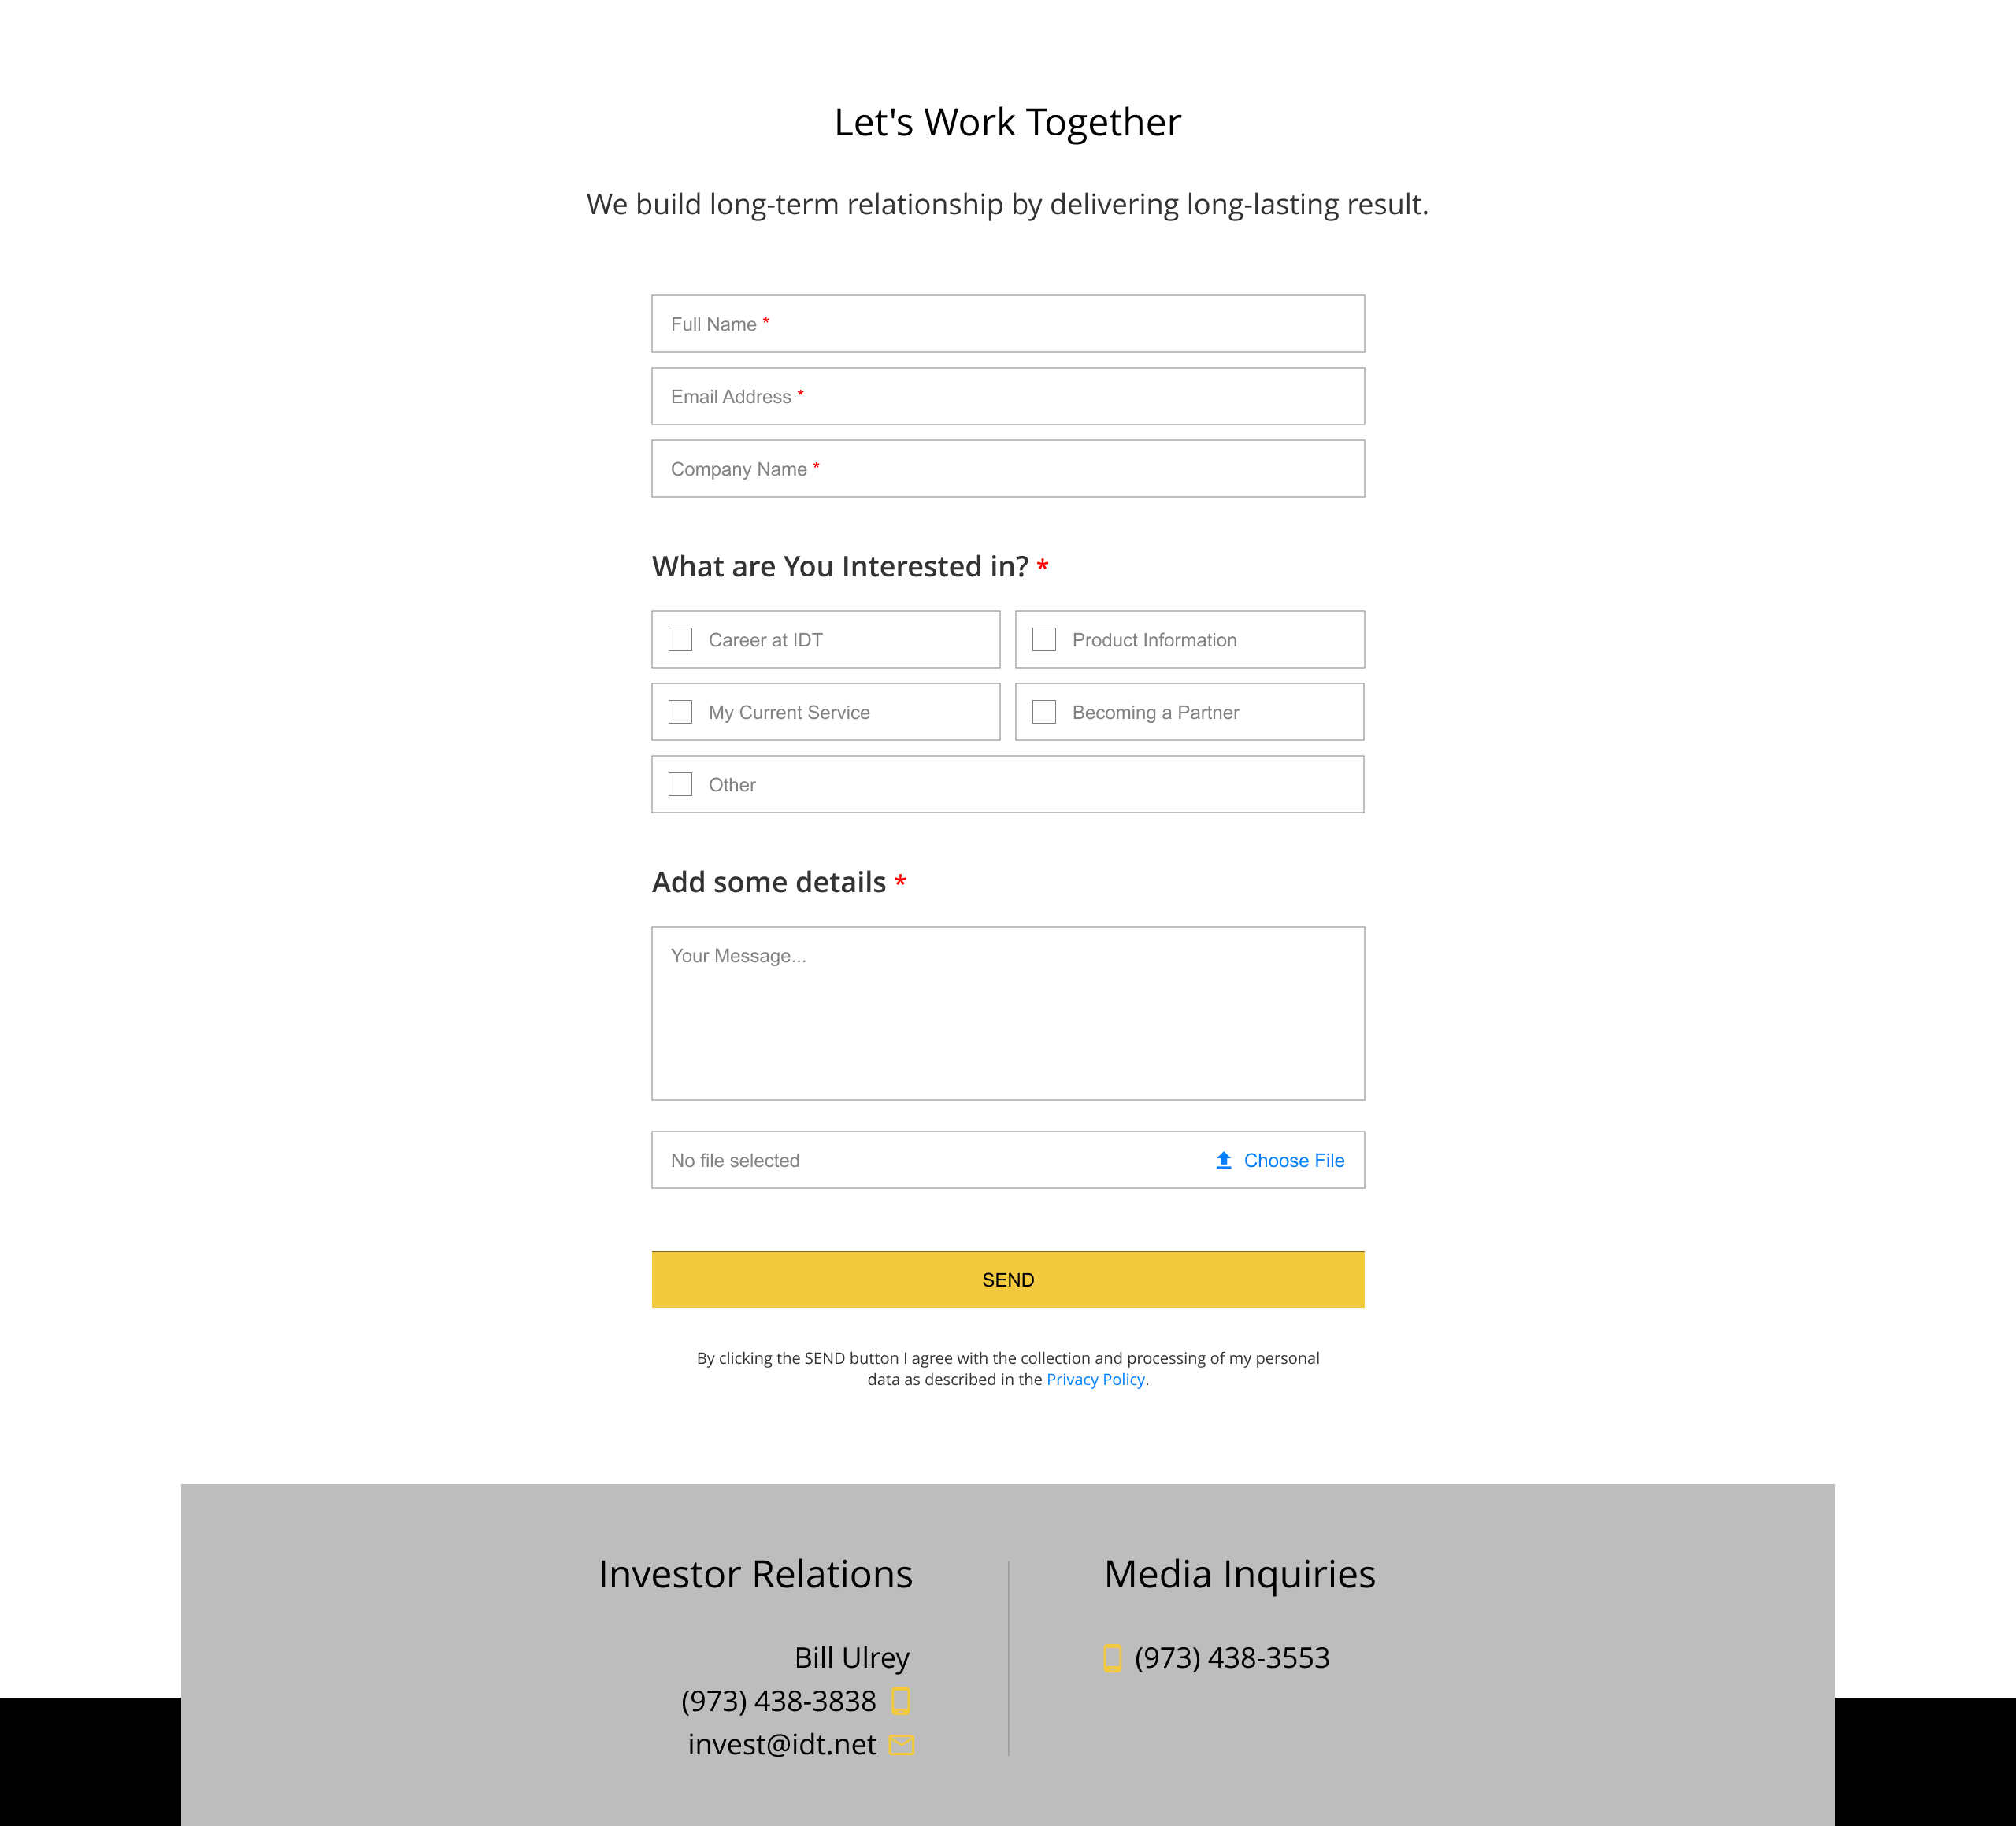 Let's Work Together
We build long-term relationship by delivering long-lasting result.
Full Name *
Email Address *
Company Name *
What are You Interested in? *
Career at IDT
Product Information
My Current Service
Becoming a Partner
Other
Add some details *
Your Message...
No file selected
Choose File
SEND
By clicking the SEND button I agree with the collection and processing of my personal
data as described in the Privacy Policy.
Investor Relations
Bill Ulrey
(973) 438-3838
invest@idt.net
Media Inquiries
(973) 438-3553